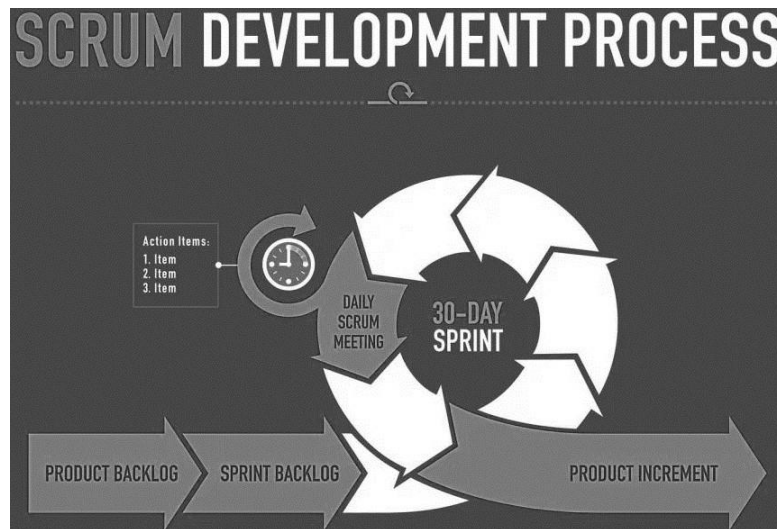 SCRUM DEVELOPMENT PROCESS
Action Items:
1. Item
2. Item
3. Item
DAILY
SCRUM
MEETING
30-DAY
SPRINT
PRODUCT BACKLOG
SPRINT BACKLOG
PRODUCT INCREMENT